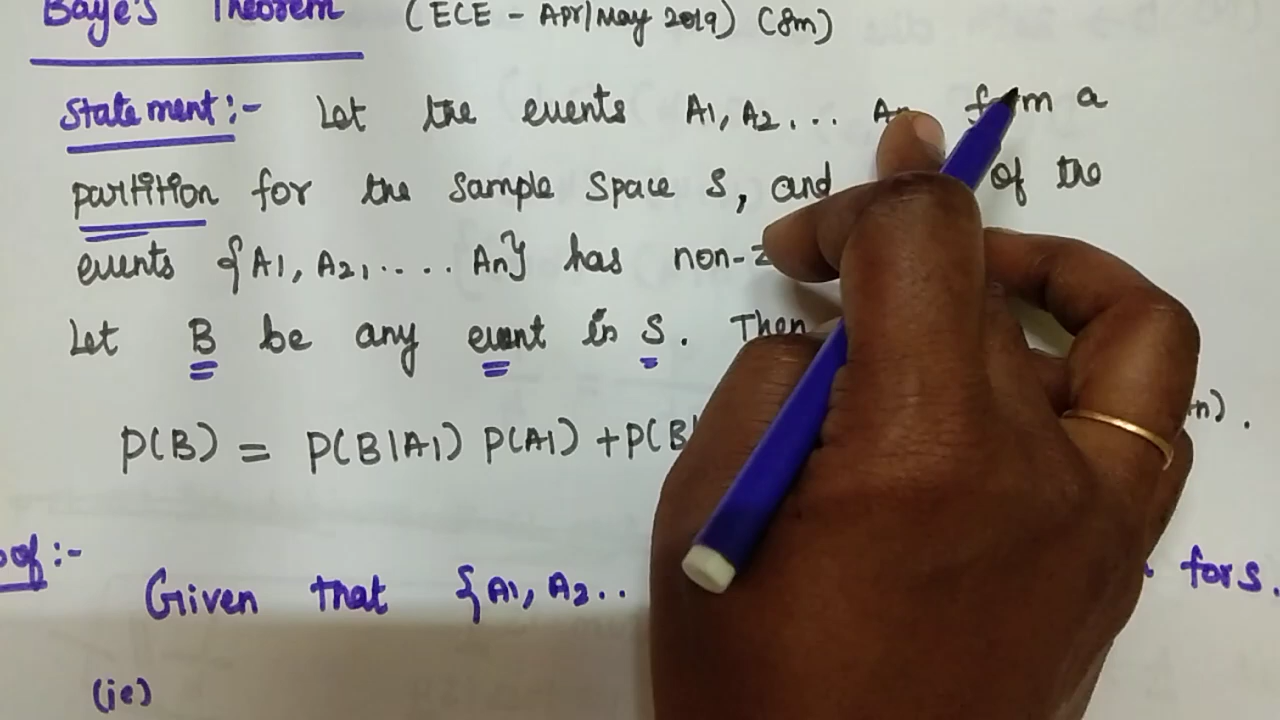 Baye's Theorem (ECE - Apr/May 2019) (8m)
Statement:- Let the events A1, A2... An form a
partition for the sample space S, and of the
events {A1, A2,.... An} has non-
Let B be any event in S. Then
P(B) = P(B|A1) P(A1) + P(B| n).
Given that {A1, A2.. for S.
(ie)